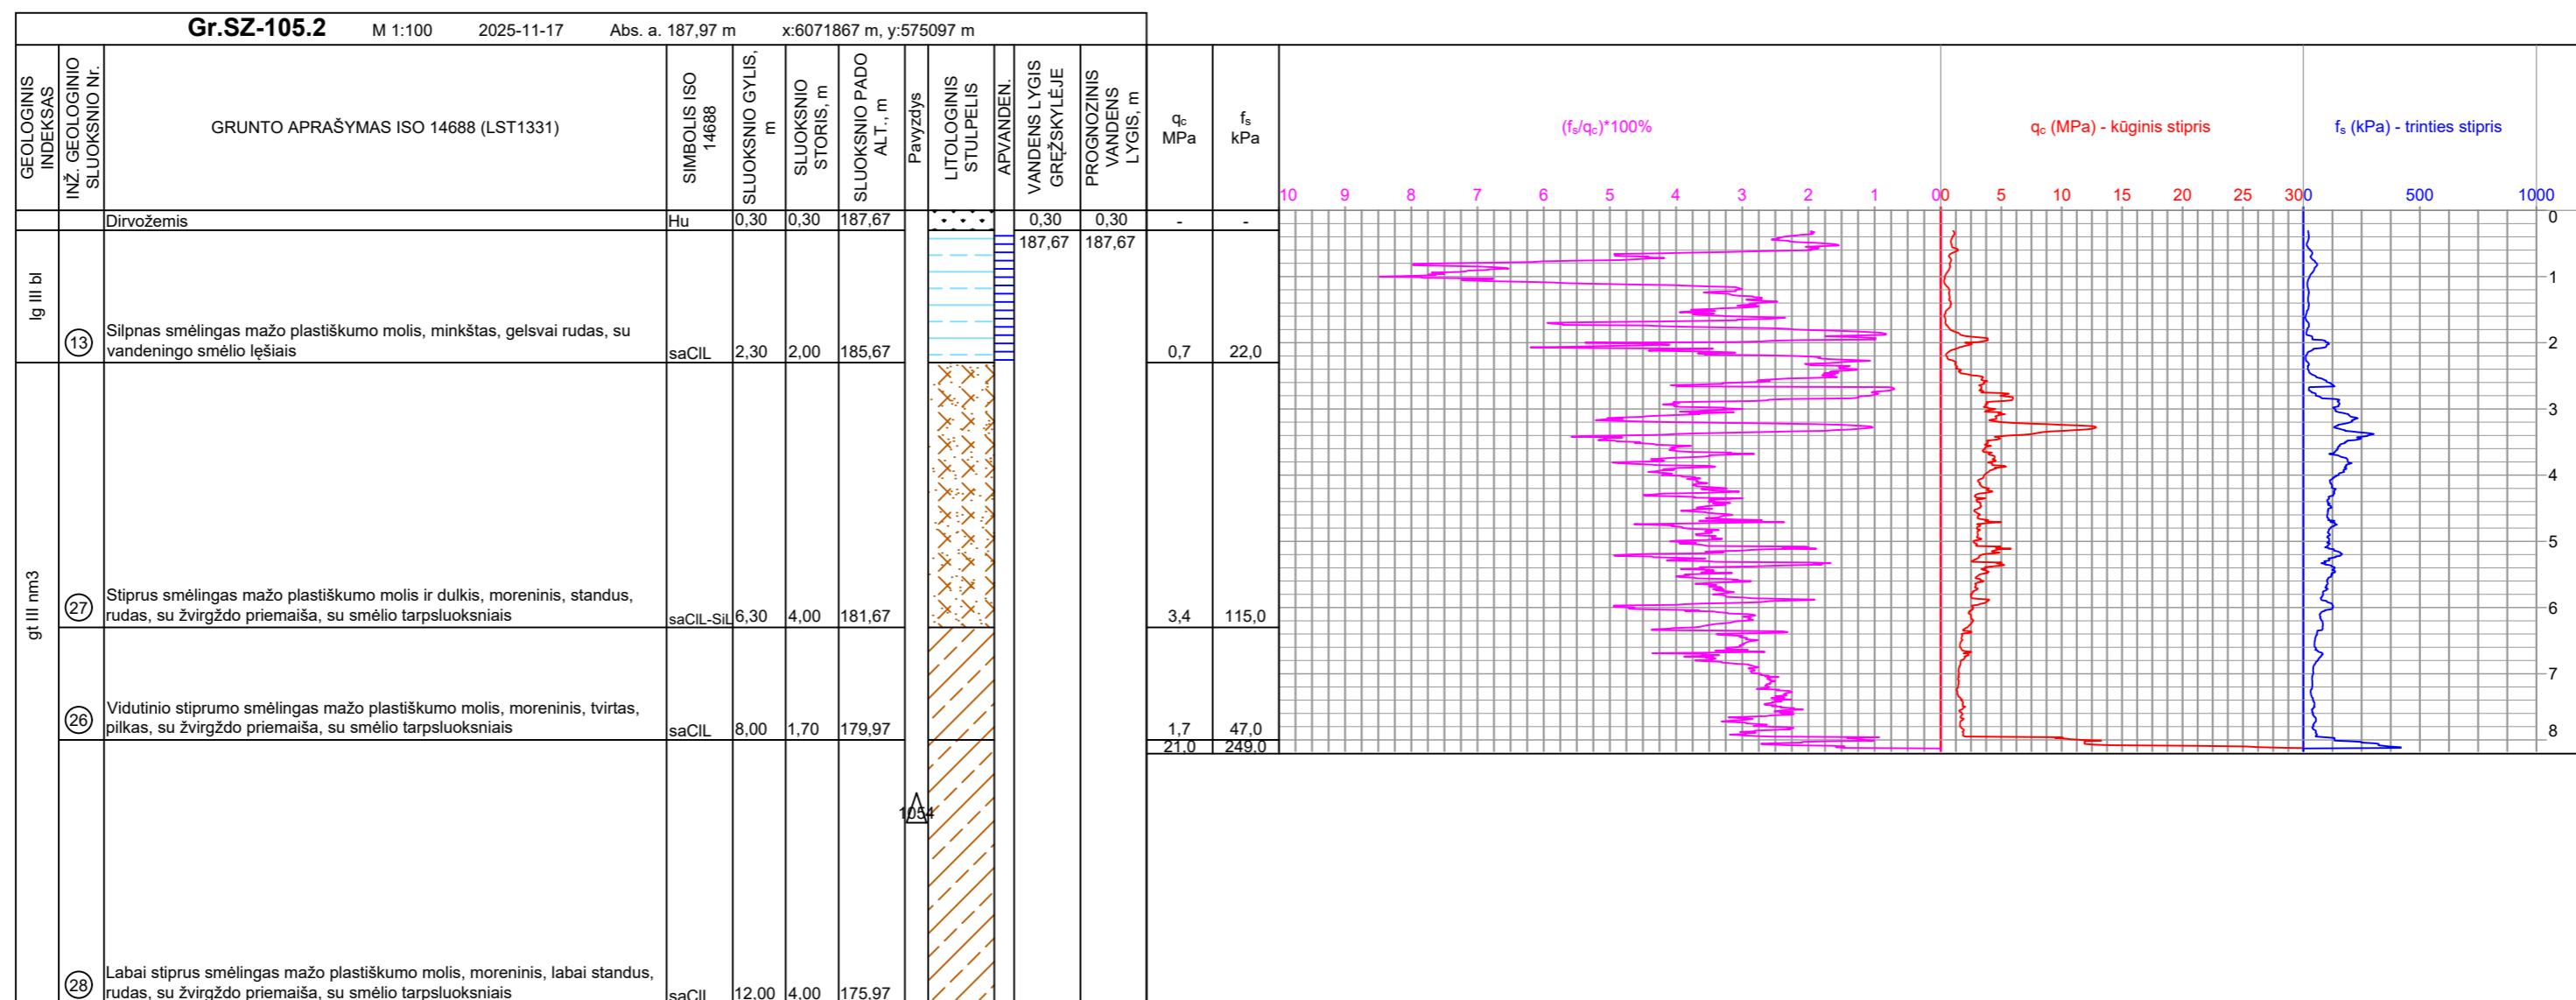 Gr.SZ-105.2 M 1:100 2025-11-17 Abs. a. 187,97 m x:6071867 m, y:575097 m
GEOLOGINIS
INDEKSAS
INŽ. GEOLOGINIO
SLUOKSNIO Nr.
GRUNTO APRAŠYMAS ISO 14688 (LST1331)
SIMBOLIS ISO
14688
SLUOKSNIO GYLIS,
m
SLUOKSNIO
STORIS, m
SLUOKSNIO PADO
ALT., m
Pavyzdys
LITOLOGINIS
STULPELIS
APVANDEN.
VANDENS LYGIS
GRĘŽSKYLĖJE
PROGNOZINIS
VANDENS
LYGIS, m
qc
MPa
fs
kPa
(fs/qc)*100%
qc (MPa) - kūginis stipris
fs (kPa) - trinties stipris
10 9 8 7 6 5 4 3 2 1 0
0 5 10 15 20 25 30
0 500 1000
Dirvožemis Hu 0,30 0,30 187,67 0,30 0,30 - -
187,67 187,67
lg III bl
13 Silpnas smėlingas mažo plastiškumo molis, minkštas, gelsvai rudas, su
vandeningo smėlio lęšiais saClL 2,30 2,00 185,67 0,7 22,0
gt III nm3
27 Stiprus smėlingas mažo plastiškumo molis ir dulkis, moreninis, standus,
rudas, su žvirgždo priemaiša, su smėlio tarpsluoksniais saClL-SiL 6,30 4,00 181,67 3,4 115,0
26 Vidutinio stiprumo smėlingas mažo plastiškumo molis, moreninis, tvirtas,
pilkas, su žvirgždo priemaiša, su smėlio tarpsluoksniais saClL 8,00 1,70 179,97 1,7 47,0
21,0 249,0
1054
28 Labai stiprus smėlingas mažo plastiškumo molis, moreninis, labai standus,
rudas, su žvirgždo priemaiša, su smėlio tarpsluoksniais saClL 12,00 4,00 175,97
0
1
2
3
4
5
6
7
8